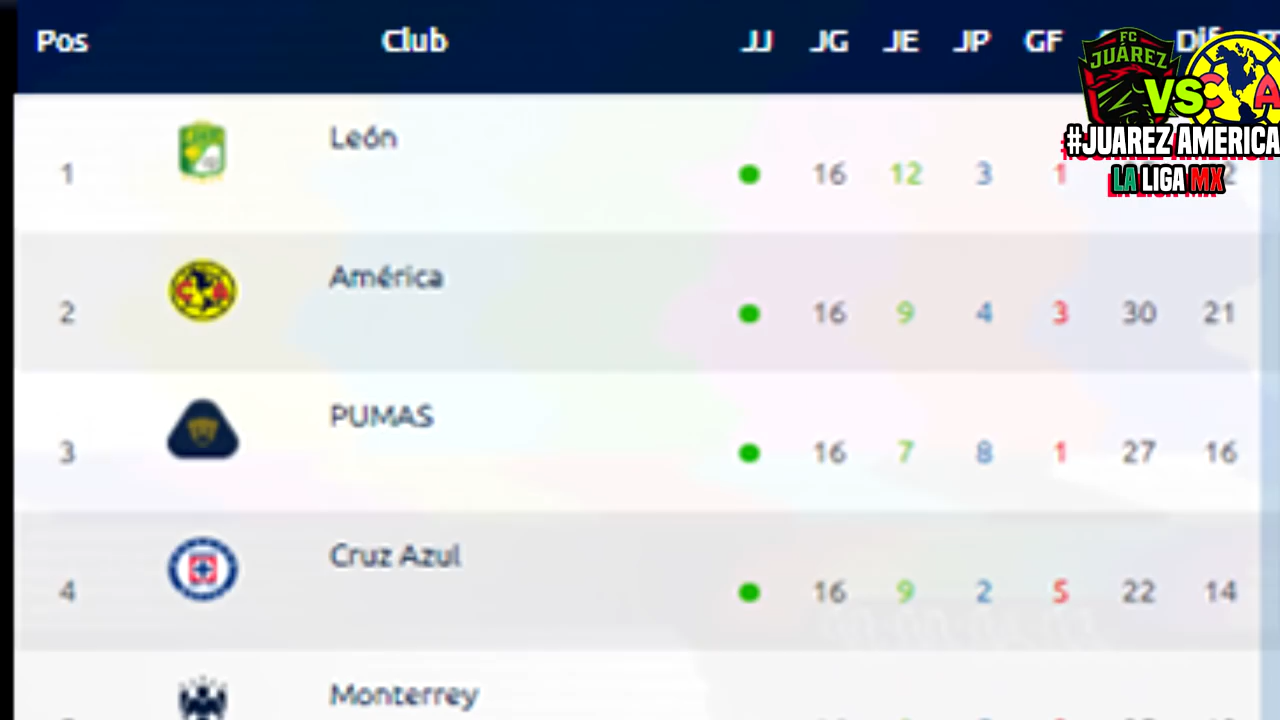 Pos Club JJ JG JE JP GF Dif
FC
JUÁREZ
VS
CA
#JUAREZ AMERICA
LA LIGA MX
León
1 16 12 3 1 2
América
2 16 9 4 3 30 21
PUMAS
3 16 7 8 1 27 16
Cruz Azul
4 16 9 2 5 22 14
Monterrey